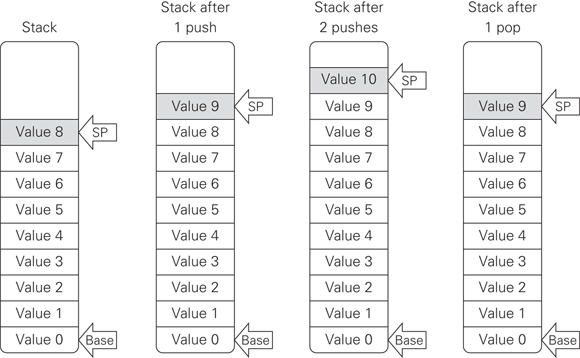 Stack
Value 8
SP
Value 7
Value 6
Value 5
Value 4
Value 3
Value 2
Value 1
Value 0
Base
Stack after
1 push
Value 9
SP
Value 8
Value 7
Value 6
Value 5
Value 4
Value 3
Value 2
Value 1
Value 0
Base
Stack after
2 pushes
Value 10
SP
Value 9
Value 8
Value 7
Value 6
Value 5
Value 4
Value 3
Value 2
Value 1
Value 0
Base
Stack after
1 pop
Value 9
SP
Value 8
Value 7
Value 6
Value 5
Value 4
Value 3
Value 2
Value 1
Value 0
Base